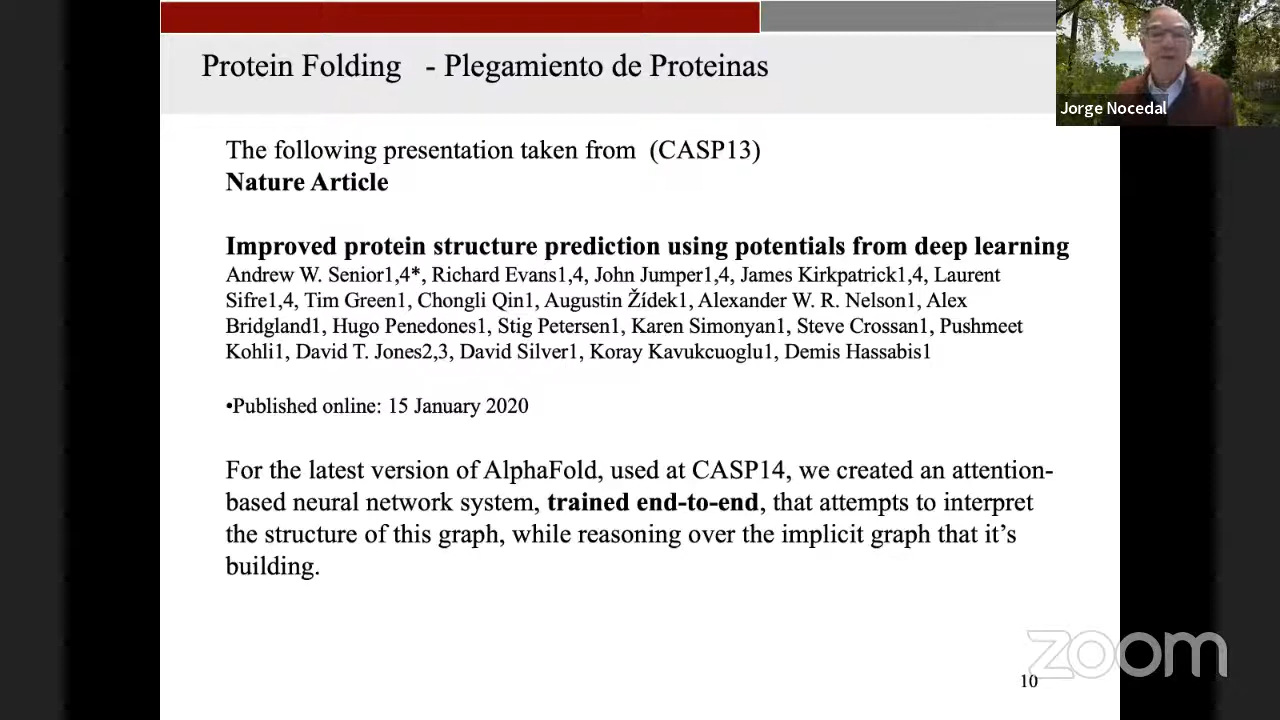 Protein Folding - Plegamiento de Proteinas
Jorge Nocedal
The following presentation taken from (CASP13)
Nature Article
Improved protein structure prediction using potentials from deep learning
Andrew W. Senior1,4*, Richard Evans1,4, John Jumper1,4, James Kirkpatrick1,4, Laurent
Sifre1,4, Tim Green1, Chongli Qin1, Augustin Žídek1, Alexander W. R. Nelson1, Alex
Bridgland1, Hugo Penedones1, Stig Petersen1, Karen Simonyan1, Steve Crossan1, Pushmeet
Kohli1, David T. Jones2,3, David Silver1, Koray Kavukcuoglu1, Demis Hassabis1
•Published online: 15 January 2020
For the latest version of AlphaFold, used at CASP14, we created an attention-
based neural network system, trained end-to-end, that attempts to interpret
the structure of this graph, while reasoning over the implicit graph that it’s
building.
zoom
10